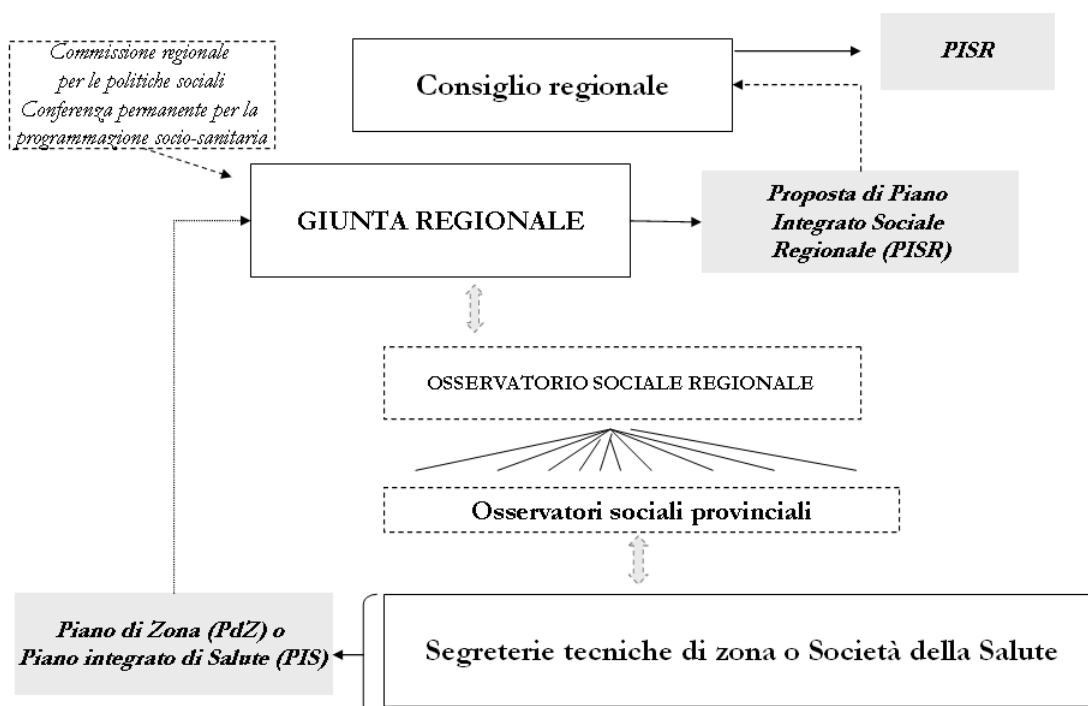 Commissione regionale
per le politiche sociali
Conferenza permanente per la
programmazione socio-sanitaria
Consiglio regionale
PISR
GIUNTA REGIONALE
Proposta di Piano
Integrato Sociale
Regionale (PISR)
OSSERVATORIO SOCIALE REGIONALE
Osservatori sociali provinciali
Piano di Zona (PdZ) o
Piano integrato di Salute (PIS)
Segreterie tecniche di zona o Società della Salute